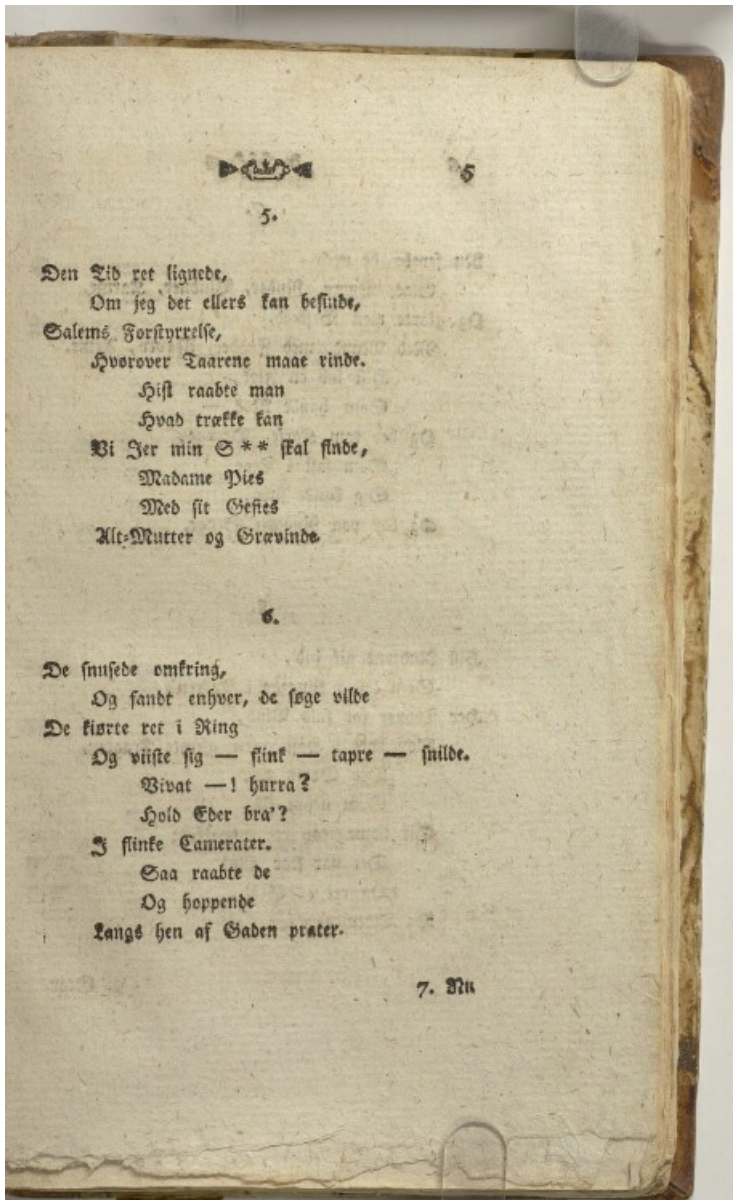 5
5.
Den Tid ret lignede,
Om jeg det ellers kan besinde,
Salems Forstyrrelse,
Hvorover Taarene maae rinde.
Hist raabte man
Hvad trække kan
Vi Jer min S ** skal finde,
Madame Pies
Med sit Gesies
Alt-Mutter og Grævinde.
6.
De snusede omkring,
Og fandt enhver, de søge vilde
De kiørte ret i Ring
Og viiste sig — flink — tapre — snilde.
Vivat — ! hurra?
Hold Eder bra'?
I flinke Camerater.
Saa raabte de
Og hoppende
Langs hen af Gaden prater.
7. Nu